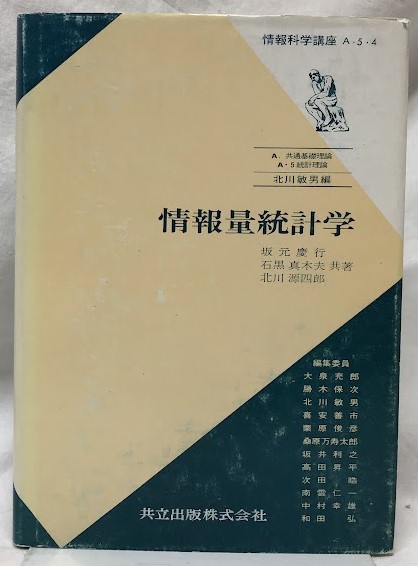 情報科学講座 A・5・4
A. 共通基礎理論
A・5 統計理論
北川敏男編
情報量統計学
坂元慶行
石黒真木夫 共著
北川源四郎
編集委員
大泉充郎
勝木保次
北川敏男
喜安善市
栗原俊彦
桑原万寿太郎
坂井利之
高田昇平
次田皓
南雲仁一
中村幸雄
和田弘
共立出版株式会社